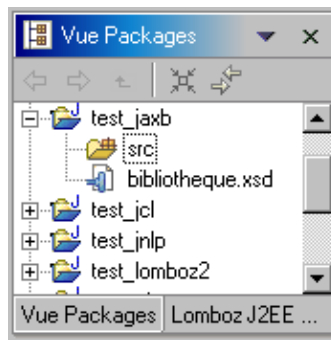 Vue Packages
test_jaxb
src
bibliotheque.xsd
test_jcl
test_jnlp
test_lomboz2
Vue Packages Lomboz J2EE ...